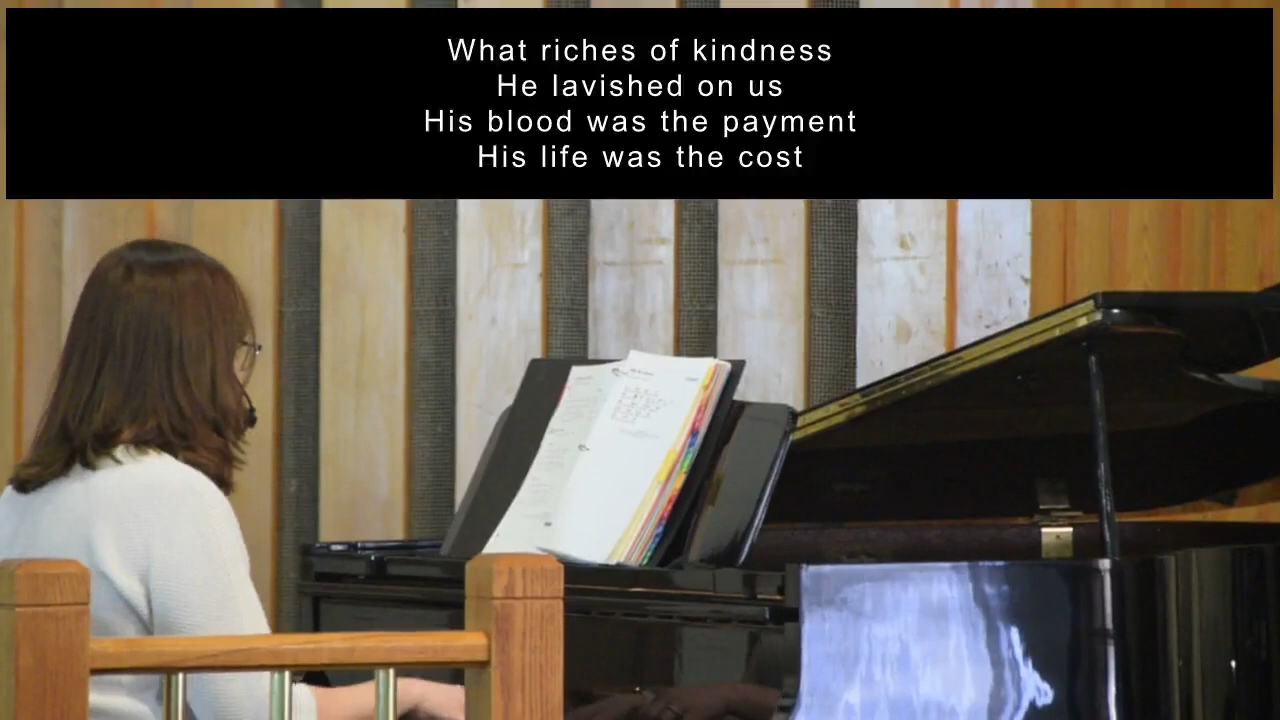 What riches of kindness
He lavished on us
His blood was the payment
His life was the cost